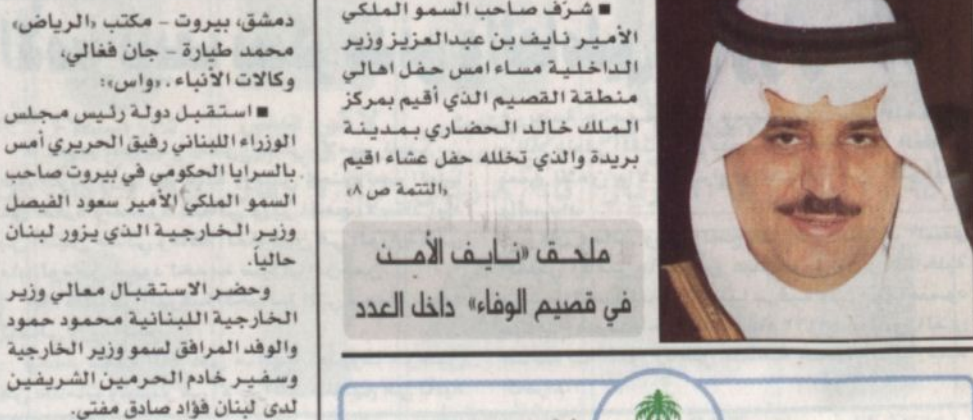 ■ شرّف صاحب السمو الملكي
الأمير نايف بن عبدالعزيز وزير
الداخلية مساء امس حفل اهالي
منطقة القصيم الذي أقيم بمركز
الملك خالد الحضاري بمدينة
بريدة والذي تخلله حفل عشاء اقيم
«التتمة ص ٨»
ملحق «نايف الأمن
في قصيم الوفاء» داخل العدد
دمشق، بيروت - مكتب «الرياض»
محمد طيارة - جان فغالي،
وكالات الأنباء. «واس»:
■ استقبل دولة رئيس مجلس
الوزراء اللبناني رفيق الحريري أمس
بالسرايا الحكومي في بيروت صاحب
السمو الملكي الأمير سعود الفيصل
وزير الخارجية الذي يزور لبنان
حالياً.
وحضر الاستقبال معالي وزير
الخارجية اللبنانية محمود حمود
والوفد المرافق لسمو وزير الخارجية
وسفير خادم الحرمين الشريفين
لدى لبنان فؤاد صادق مفتي.